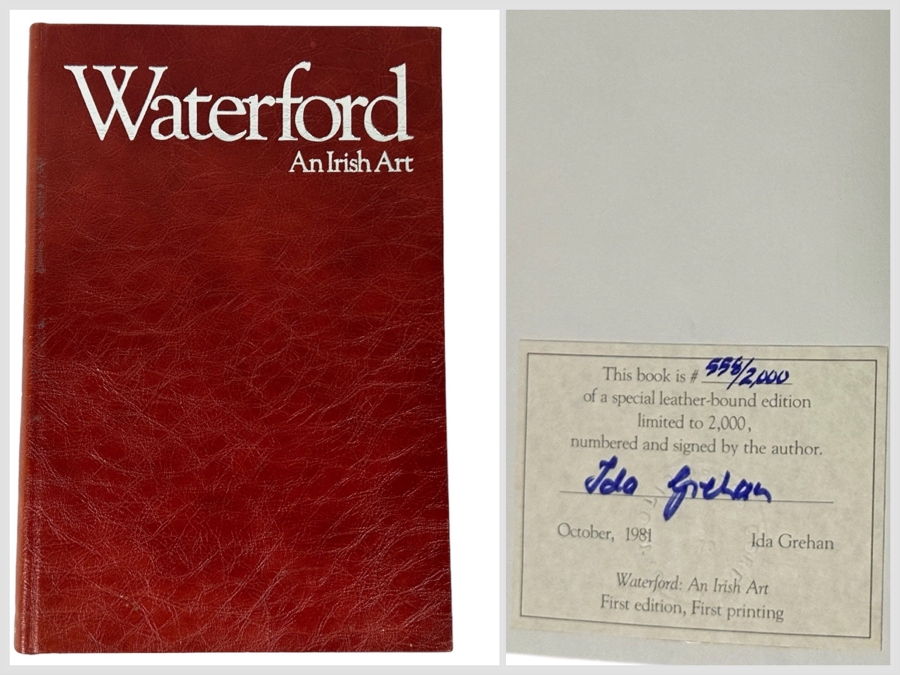 Waterford
An Irish Art
This book is # 558/2,000
of a special leather-bound edition
limited to 2,000,
numbered and signed by the author.
Ida Grehan
October, 1981
Ida Grehan
Waterford: An Irish Art
First edition, First printing